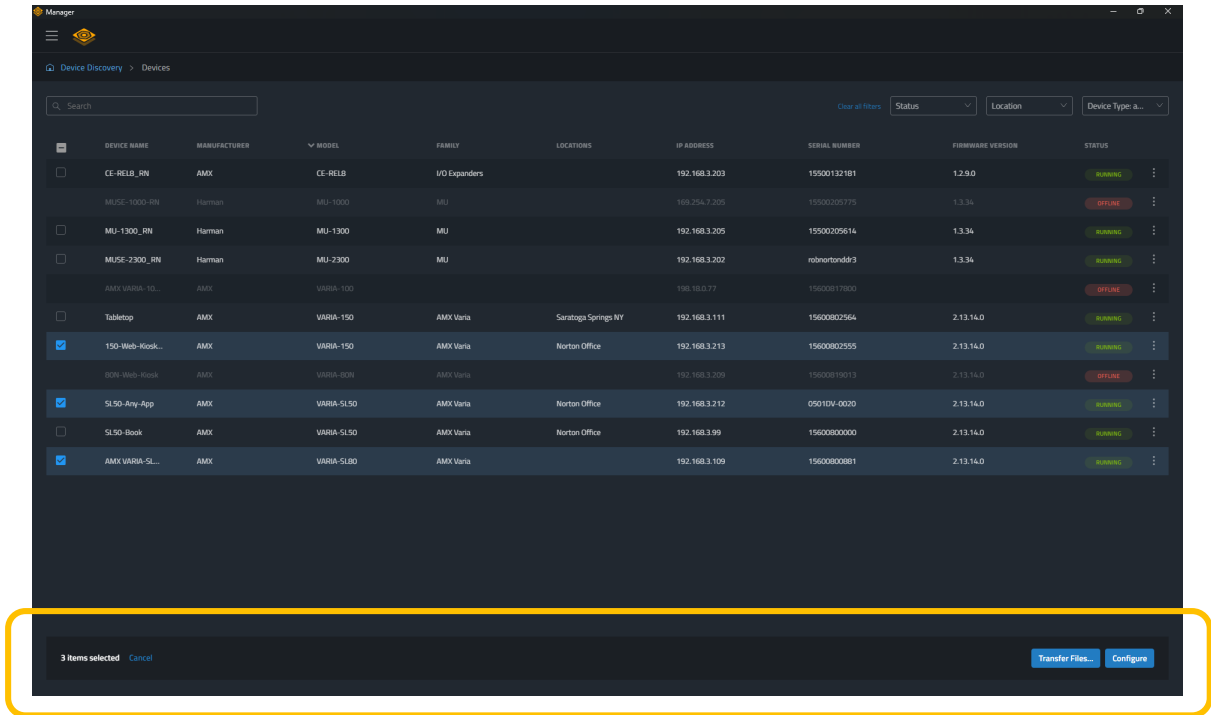 Manager
Device Discovery > Devices
Search
Clear all filters Status Location Device Type: a...
DEVICE NAME MANUFACTURER MODEL FAMILY LOCATIONS IP ADDRESS SERIAL NUMBER FIRMWARE VERSION STATUS
CE-REL8_RN AMX CE-REL8 I/O Expanders 192.168.3.203 15500132181 1.2.9.0 RUNNING
MUSE-1000-RN Harman MU-1000 MU 169.254.7.205 15500205775 1.3.34 OFFLINE
MU-1300_RN Harman MU-1300 MU 192.168.3.205 15500205614 1.3.34 RUNNING
MUSE-2300_RN Harman MU-2300 MU 192.168.3.202 robnortonddr3 1.3.34 RUNNING
AMX VARIA-10... AMX VARIA-100 198.18.0.77 15600817800 OFFLINE
Tabletop AMX VARIA-150 AMX Varia Saratoga Springs NY 192.168.3.111 15600802564 2.13.14.0 RUNNING
150-Web-Kiosk... AMX VARIA-150 AMX Varia Norton Office 192.168.3.213 15600802555 2.13.14.0 RUNNING
80N-Web-Kiosk AMX VARIA-80N AMX Varia 192.168.3.209 15600819013 2.13.14.0 OFFLINE
SL50-Any-App AMX VARIA-SL50 AMX Varia Norton Office 192.168.3.212 0501DV-0020 2.13.14.0 RUNNING
SL50-Book AMX VARIA-SL50 AMX Varia Norton Office 192.168.3.99 15600800000 2.13.14.0 RUNNING
AMX VARIA-SL... AMX VARIA-SL80 AMX Varia 192.168.3.109 15600800881 2.13.14.0 RUNNING
3 items selected Cancel Transfer Files... Configure